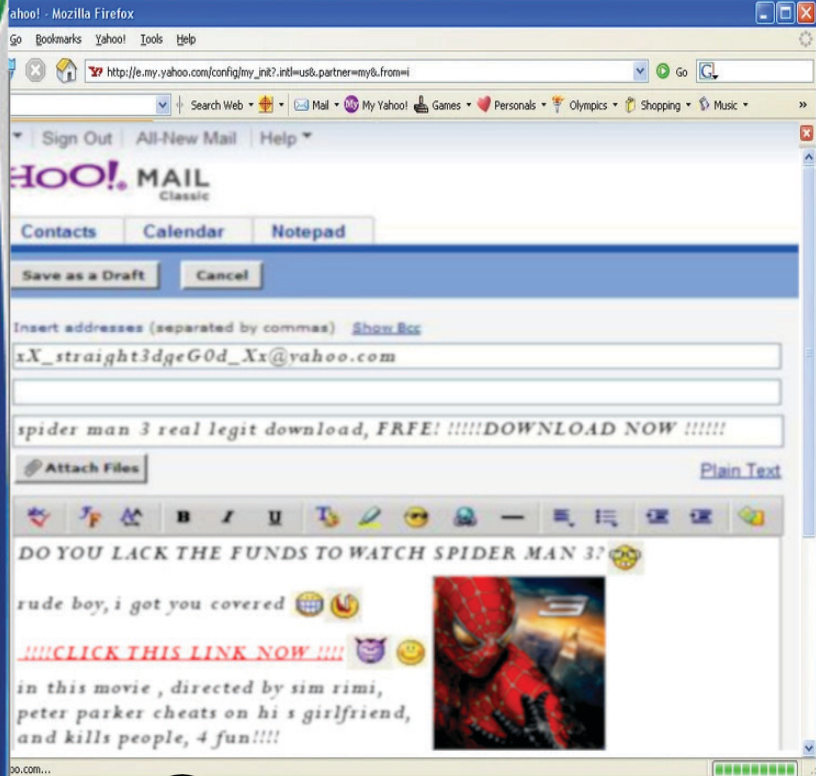 ahoo! - Mozilla Firefox
Go Bookmarks Yahoo! Tools Help
http://e.my.yahoo.com/config/my_init?.intl=us&.partner=my&.from=i Go G
Search Web Mail My Yahoo! Games Personals Olympics Shopping Music »
Sign Out All-New Mail Help
HOO!® MAIL
Classic
Contacts Calendar Notepad
Save as a Draft Cancel
Insert addresses (separated by commas) Show Bcc
xX_straight3dgeG0d_Xx@yahoo.com
spider man 3 real legit download, FRFE! !!!!!DOWNLOAD NOW !!!!!!
Attach Files Plain Text
B I U
DO YOU LACK THE FUNDS TO WATCH SPIDER MAN 3?
rude boy, i got you covered
!!!!CLICK THIS LINK NOW !!!!
3
in this movie , directed by sim rimi,
peter parker cheats on hi s girlfriend,
and kills people, 4 fun!!!!
oo.com...